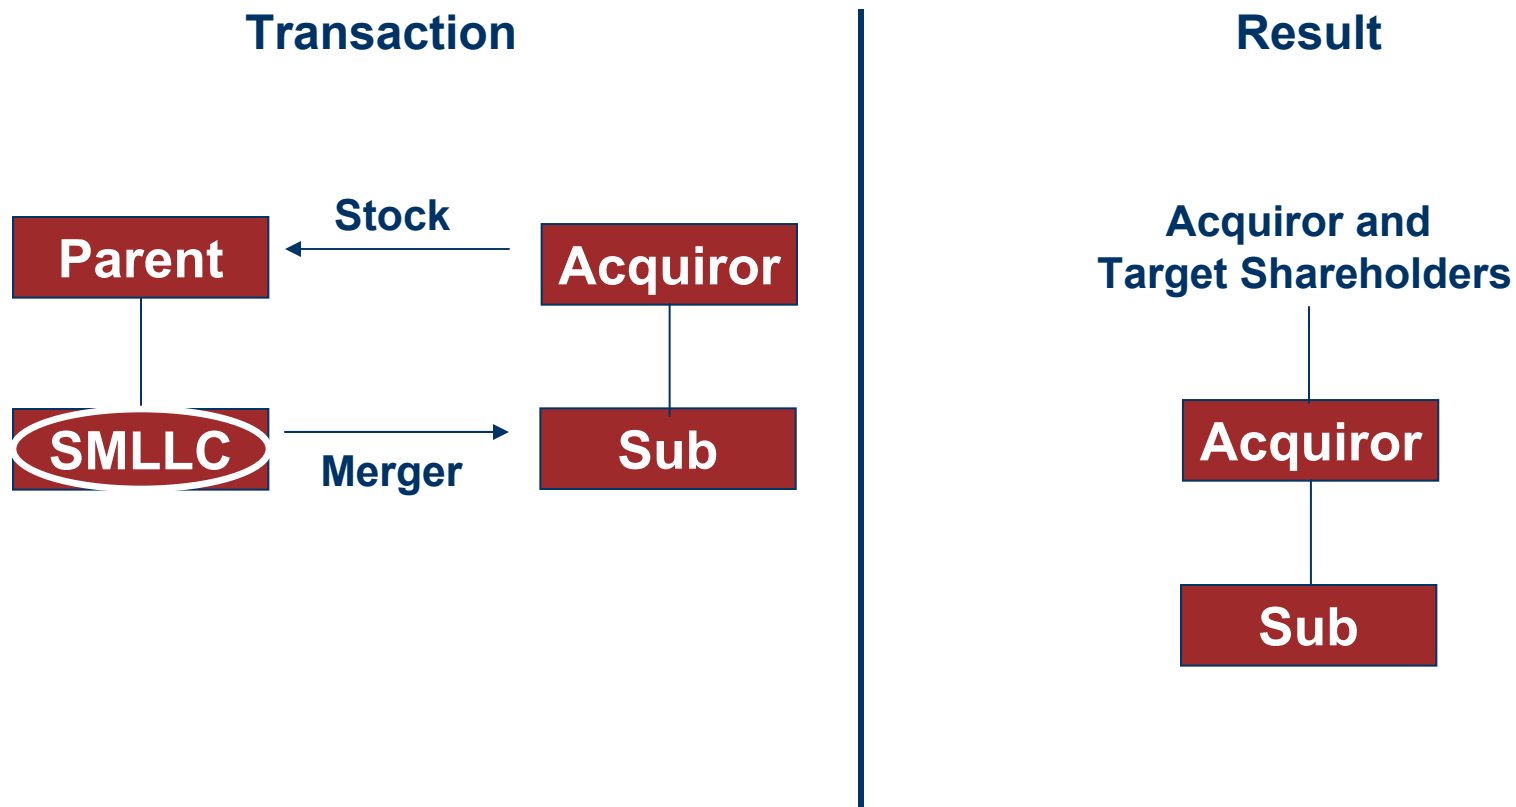 Transaction
Stock
Parent
Acquiror
SMLLC
Merger
Sub
Result
Acquiror and
Target Shareholders
Acquiror
Sub